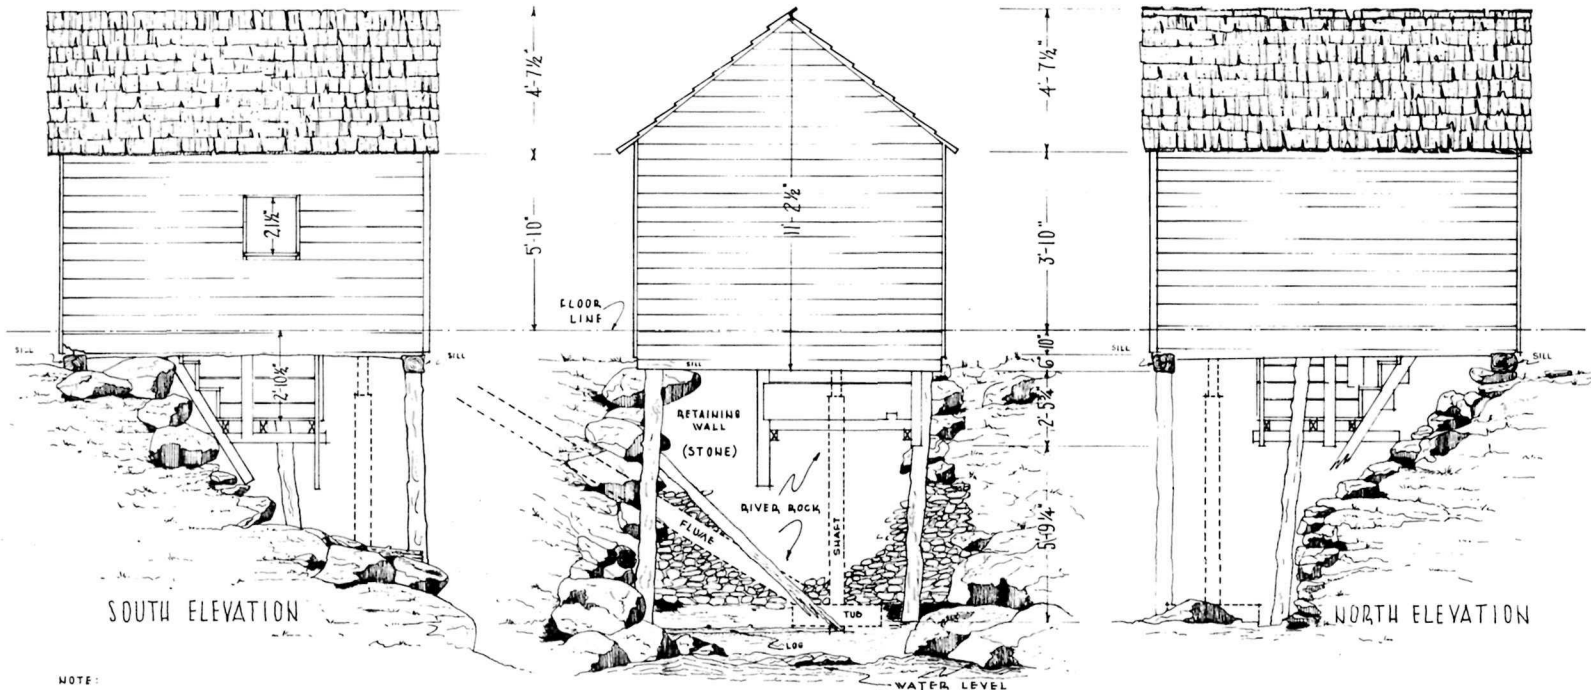 4'-7½"
5'-10"
21½"
2'-10½"
SILL
SILL
SOUTH ELEVATION
NOTE:
FLOOR
LINE
11'-2½"
SILL
RETAINING
WALL
(STONE)
RIVER ROCK
FLUME
SHAFT
TUB
LOG
WATER LEVEL
4'-7½"
3'-10"
6'-10"
2'-5¾"
5'-9¼"
SILL
SILL
NORTH ELEVATION